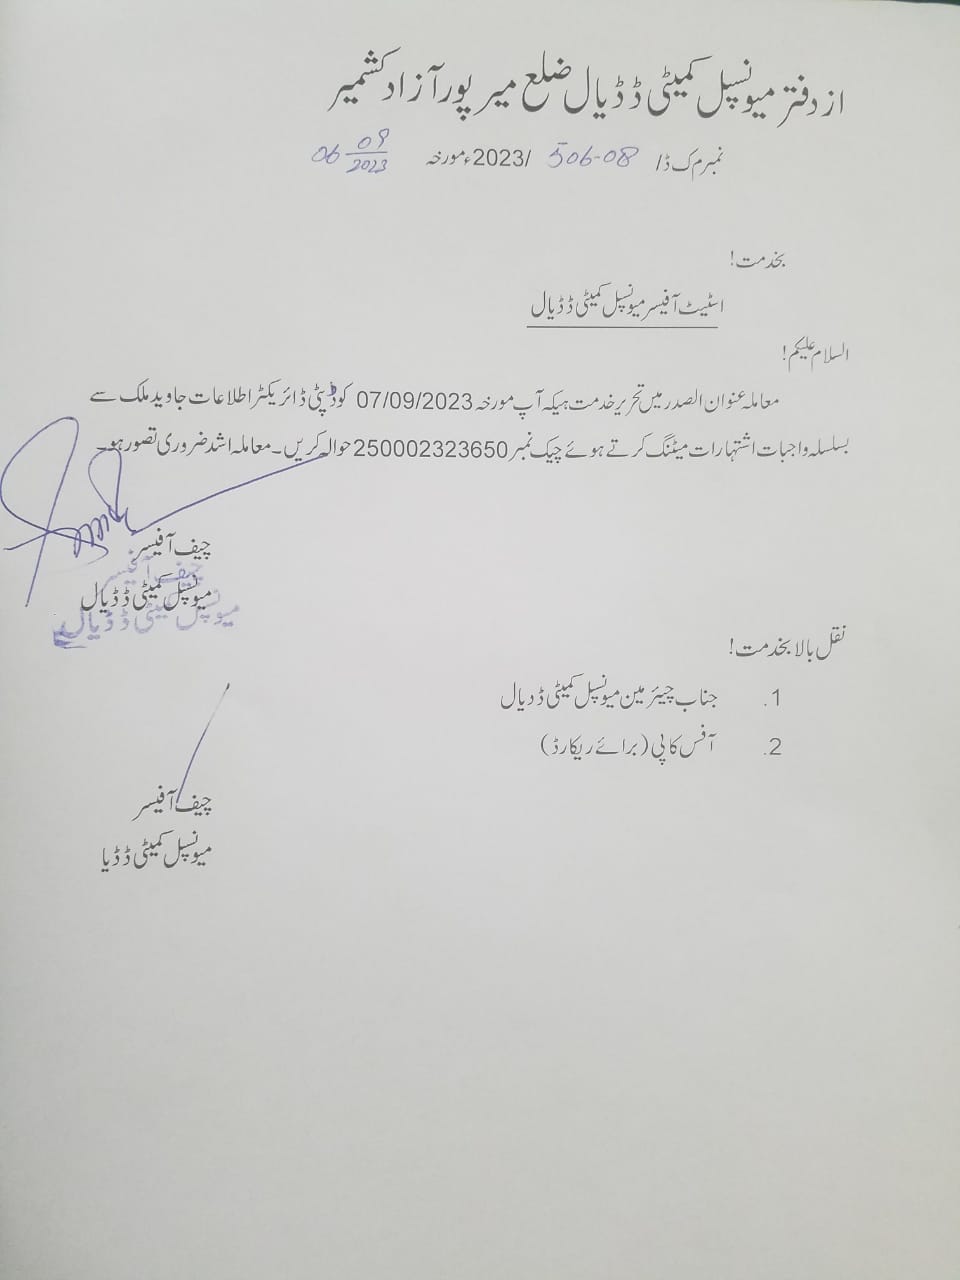 از دفتر میونسپل کمیٹی ڈڈیال ضلع میر پور آزاد کشمیر
نمبر م ک ڈ/ 506-08 /2023ء مورخہ 06 09/2023
بخدمت!
اسٹیٹ آفیسر میونسپل کمیٹی ڈڈیال
السلام علیکم!
معاملہ عنوان الصدر میں تحریر خدمت ہیکہ آپ مورخہ 07/09/2023 کو ڈپٹی ڈائریکٹر اطلاعات جاوید ملک سے
بسلسلہ واجبات اشتہارات میٹنگ کرتے ہوئے چیک نمبر 250002323650 حوالہ کریں۔ معاملہ اشد ضروری تصور ہو۔
چیف آفیسر
میونسپل کمیٹی ڈڈیال
چیف آفیسر
میونسپل کمیٹی ڈڈیال
نقل بالا بخدمت!
1. جناب چیئرمین میونسپل کمیٹی ڈدیال
2. آفس کاپی (برائے ریکارڈ)
چیف آفیسر
میونسپل کمیٹی ڈڈیا